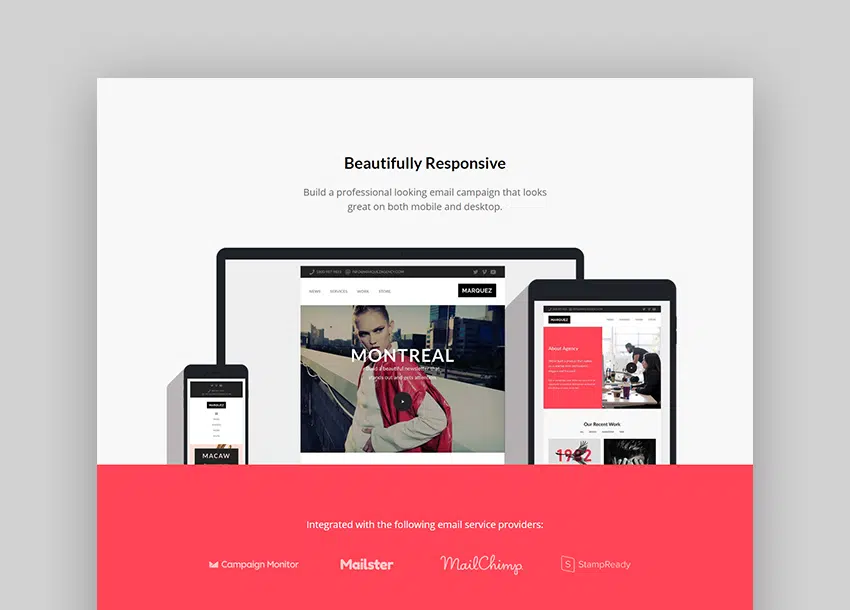 Beautifully Responsive
Build a professional looking email campaign that looks
great on both mobile and desktop.
NEWS SERVICES WORK STORE
MARQUEZ
MONTREAL
Build a beautiful newsletter that
stands out and gets attention.
MARQUEZ
About Agency
Our Recent Work
1992
MARQUEZ
MACAW
Integrated with the following email service providers:
Campaign Monitor
Mailster
MailChimp
S StampReady